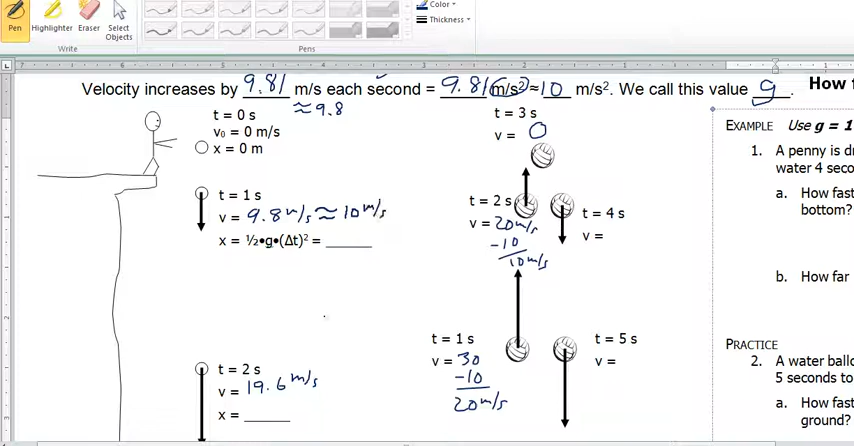 Pen
Highlighter
Eraser
Select Objects
Color
Thickness
Write
Pens
Velocity increases by 9.81 m/s each second = 9.81 m/s² ≈ 10 m/s². We call this value g.
≈ 9.8
How f
t = 0 s
v₀ = 0 m/s
x = 0 m
t = 1 s
v = 9.8 m/s ≈ 10 m/s
x = ½•g•(Δt)² = ______
t = 2 s
v = 19.6 m/s
x = ______
t = 3 s
v = 0
t = 2 s
v = 20 m/s
-10
10 m/s
t = 4 s
v =
t = 1 s
v = 30
-10
20 m/s
t = 5 s
v =
EXAMPLE Use g = 1
1. A penny is dr
water 4 seco
a. How fast
bottom?
b. How far
PRACTICE
2. A water ballo
5 seconds to
a. How fast
ground?